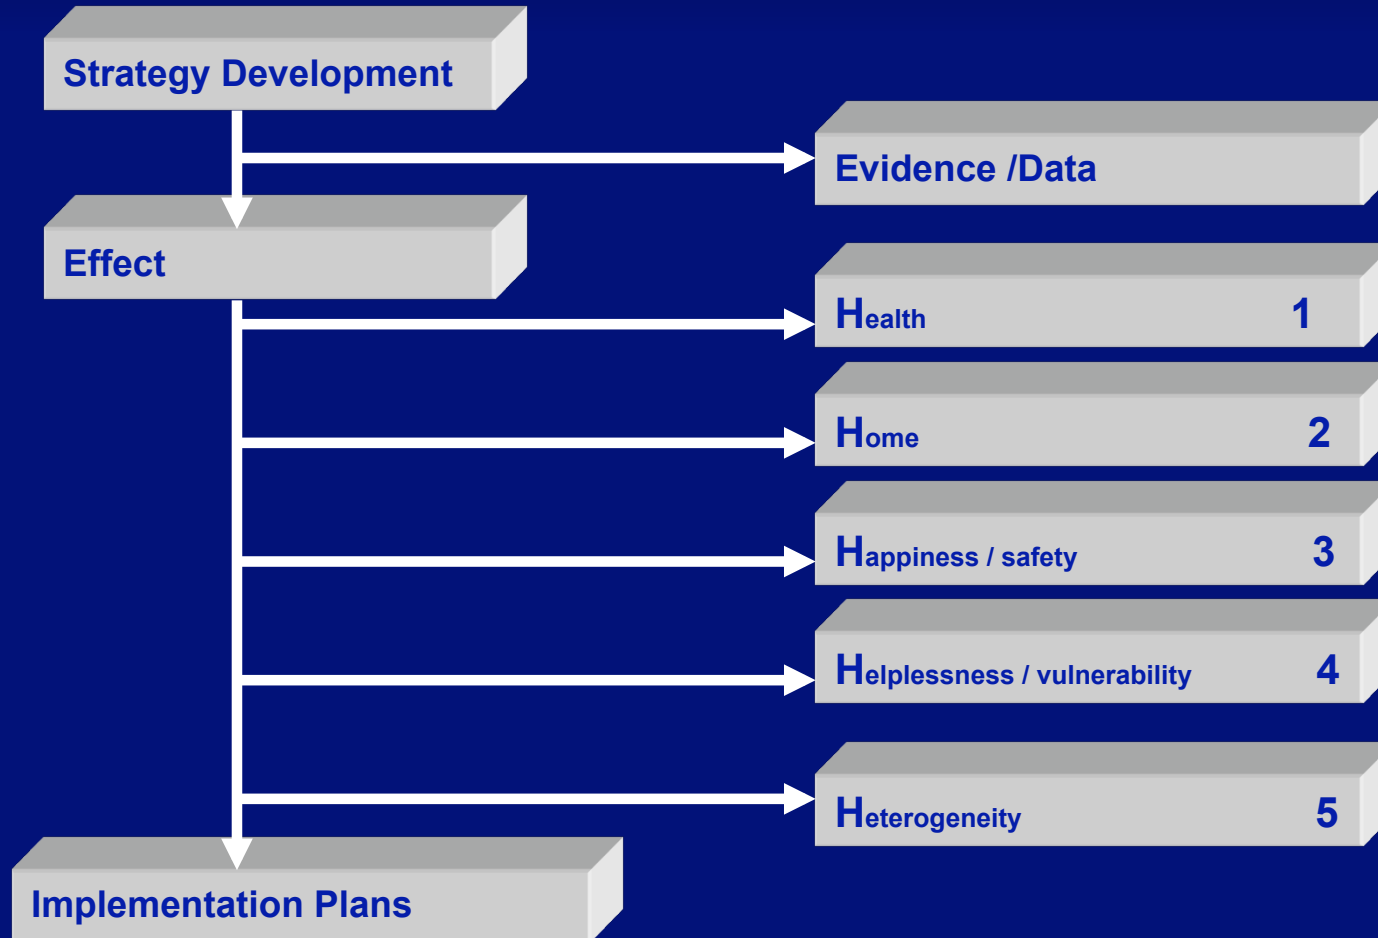 Strategy Development
Evidence /Data
Effect
Health 1
Home 2
Happiness / safety 3
Helplessness / vulnerability 4
Heterogeneity 5
Implementation Plans